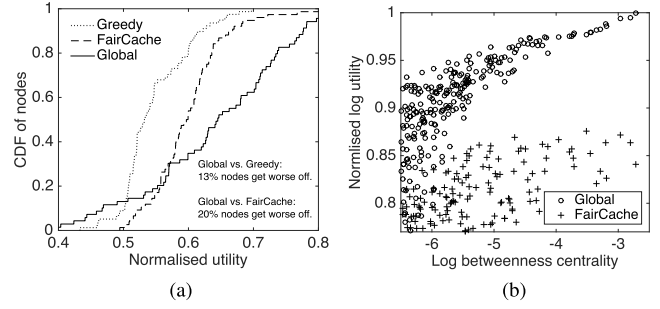 Greedy
FairCache
Global
CDF of nodes
1
0.8
0.6
0.4
0.2
0
Global vs. Greedy:
13% nodes get worse off.
Global vs. FairCache:
20% nodes get worse off.
0.4 0.5 0.6 0.7 0.8
Normalised utility
(a)
Normlised log utility
1
0.95
0.9
0.85
0.8
Global
FairCache
-6 -5 -4 -3
Log betweenness centrality
(b)